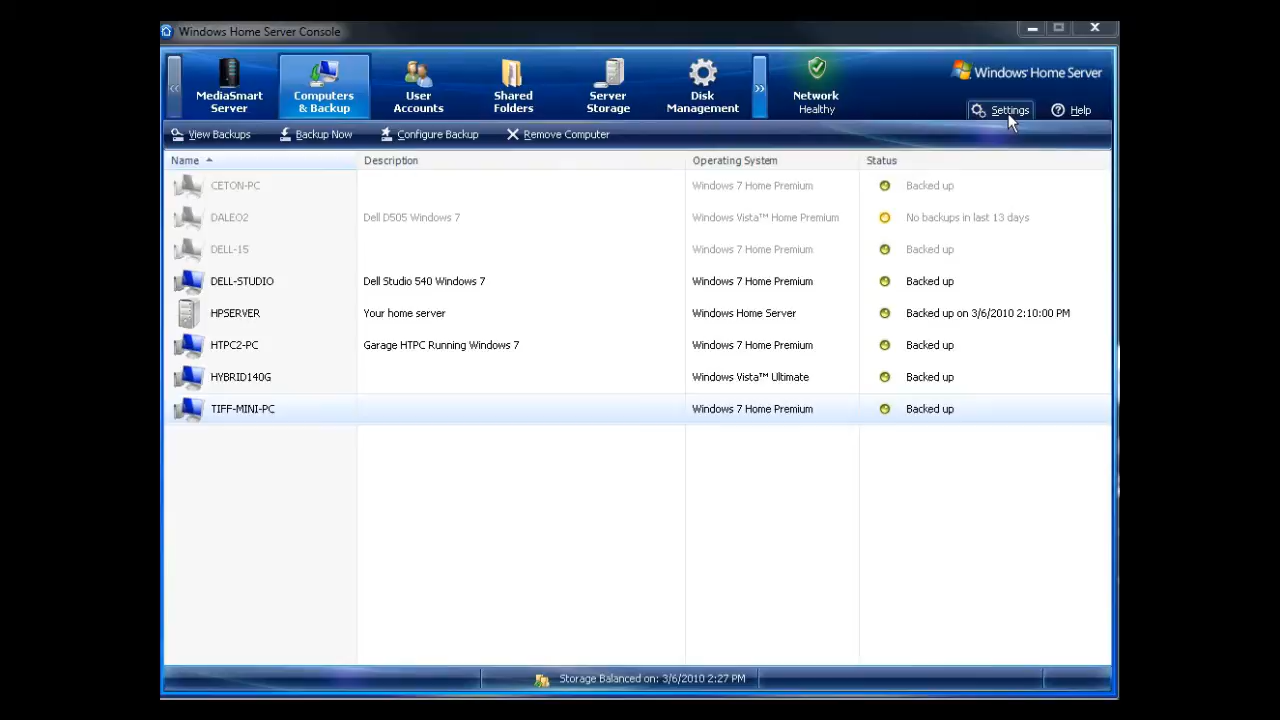 Windows Home Server Console
MediaSmart Server
Computers & Backup
User Accounts
Shared Folders
Server Storage
Disk Management
Network Healthy
Windows Home Server
Settings Help
View Backups Backup Now Configure Backup Remove Computer
Name Description Operating System Status
CETON-PC Windows 7 Home Premium Backed up
DALEO2 Dell D505 Windows 7 Windows Vista™ Home Premium No backups in last 13 days
DELL-15 Windows 7 Home Premium Backed up
DELL-STUDIO Dell Studio 540 Windows 7 Windows 7 Home Premium Backed up
HPSERVER Your home server Windows Home Server Backed up on 3/6/2010 2:10:00 PM
HTPC2-PC Garage HTPC Running Windows 7 Windows 7 Home Premium Backed up
HYBRID140G Windows Vista™ Ultimate Backed up
TIFF-MINI-PC Windows 7 Home Premium Backed up
Storage Balanced on: 3/6/2010 2:27 PM